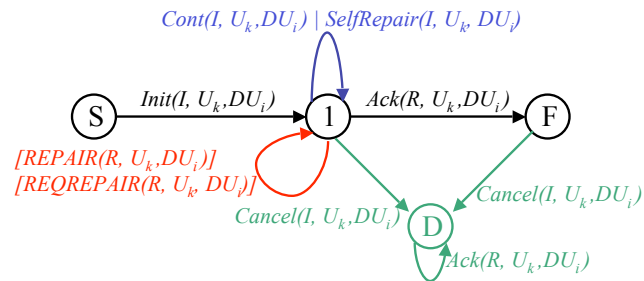 Cont(I, U_k,DU_i) | SelfRepair(I, U_k, DU_i)
S
Init(I, U_k,DU_i)
1
Ack(R, U_k,DU_i)
F
[REPAIR(R, U_k,DU_i)]
[REQREPAIR(R, U_k, DU_i)]
Cancel(I, U_k,DU_i)
Cancel(I, U_k,DU_i)
D
Ack(R, U_k,DU_i)